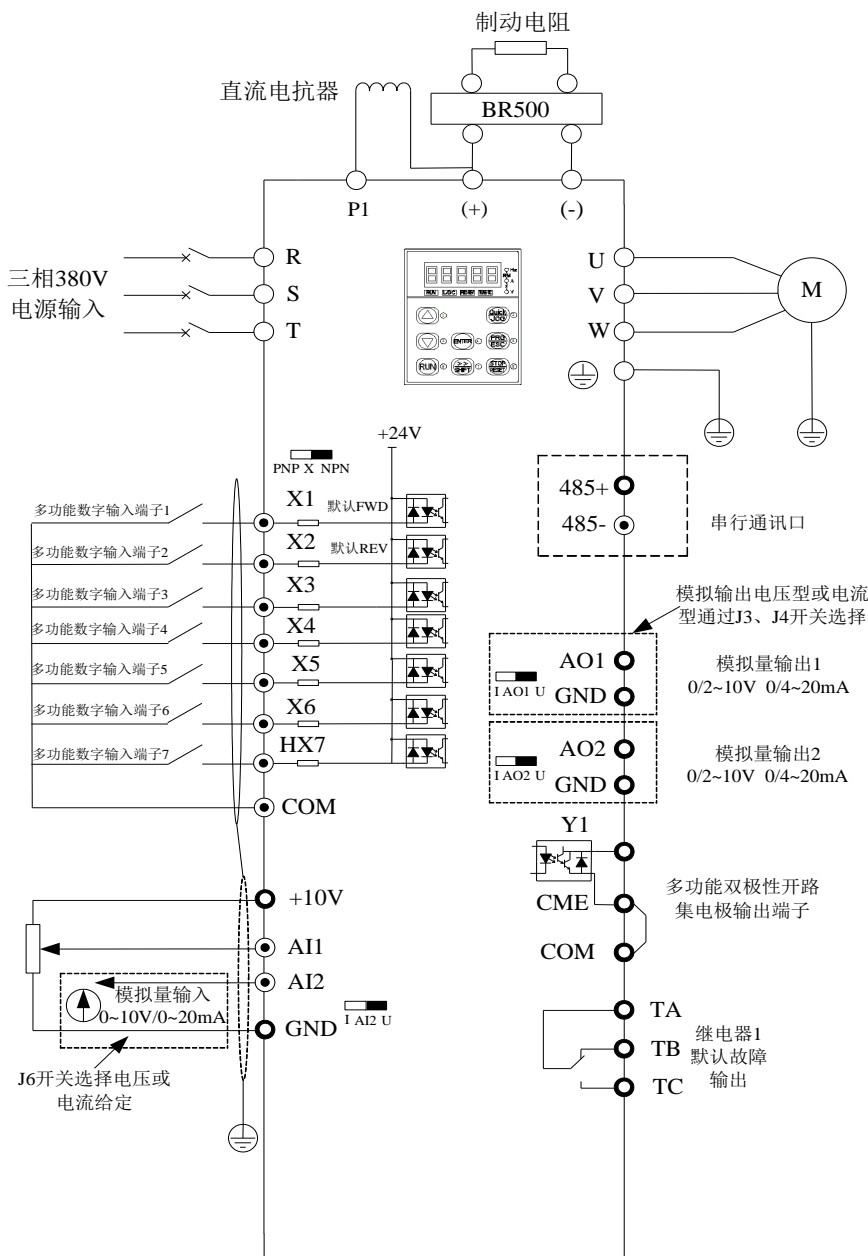 制动电阻
直流电抗器
BR500
P1
(+)
(-)
三相380V
电源输入
R
S
T
RUN
ENTER
PRG
ESC
QUICK
JOG
>>
SHIFT
STOP
RESET
U
V
W
M
+24V
PNP X NPN
多功能数字输入端子1
X1
默认FWD
多功能数字输入端子2
X2
默认REV
多功能数字输入端子3
X3
多功能数字输入端子4
X4
多功能数字输入端子5
X5
多功能数字输入端子6
X6
多功能数字输入端子7
HX7
COM
485+
485-
串行通讯口
模拟输出电压型或电流
型通过J3、J4开关选择
AO1
I AO1 U
GND
模拟量输出1
0/2~10V 0/4~20mA
AO2
I AO2 U
GND
模拟量输出2
0/2~10V 0/4~20mA
Y1
CME
COM
多功能双极性开路
集电极输出端子
+10V
AI1
AI2
模拟量输入
0~10V/0~20mA
GND
I AI2 U
J6开关选择电压或
电流给定
TA
TB
TC
继电器1
默认故障
输出